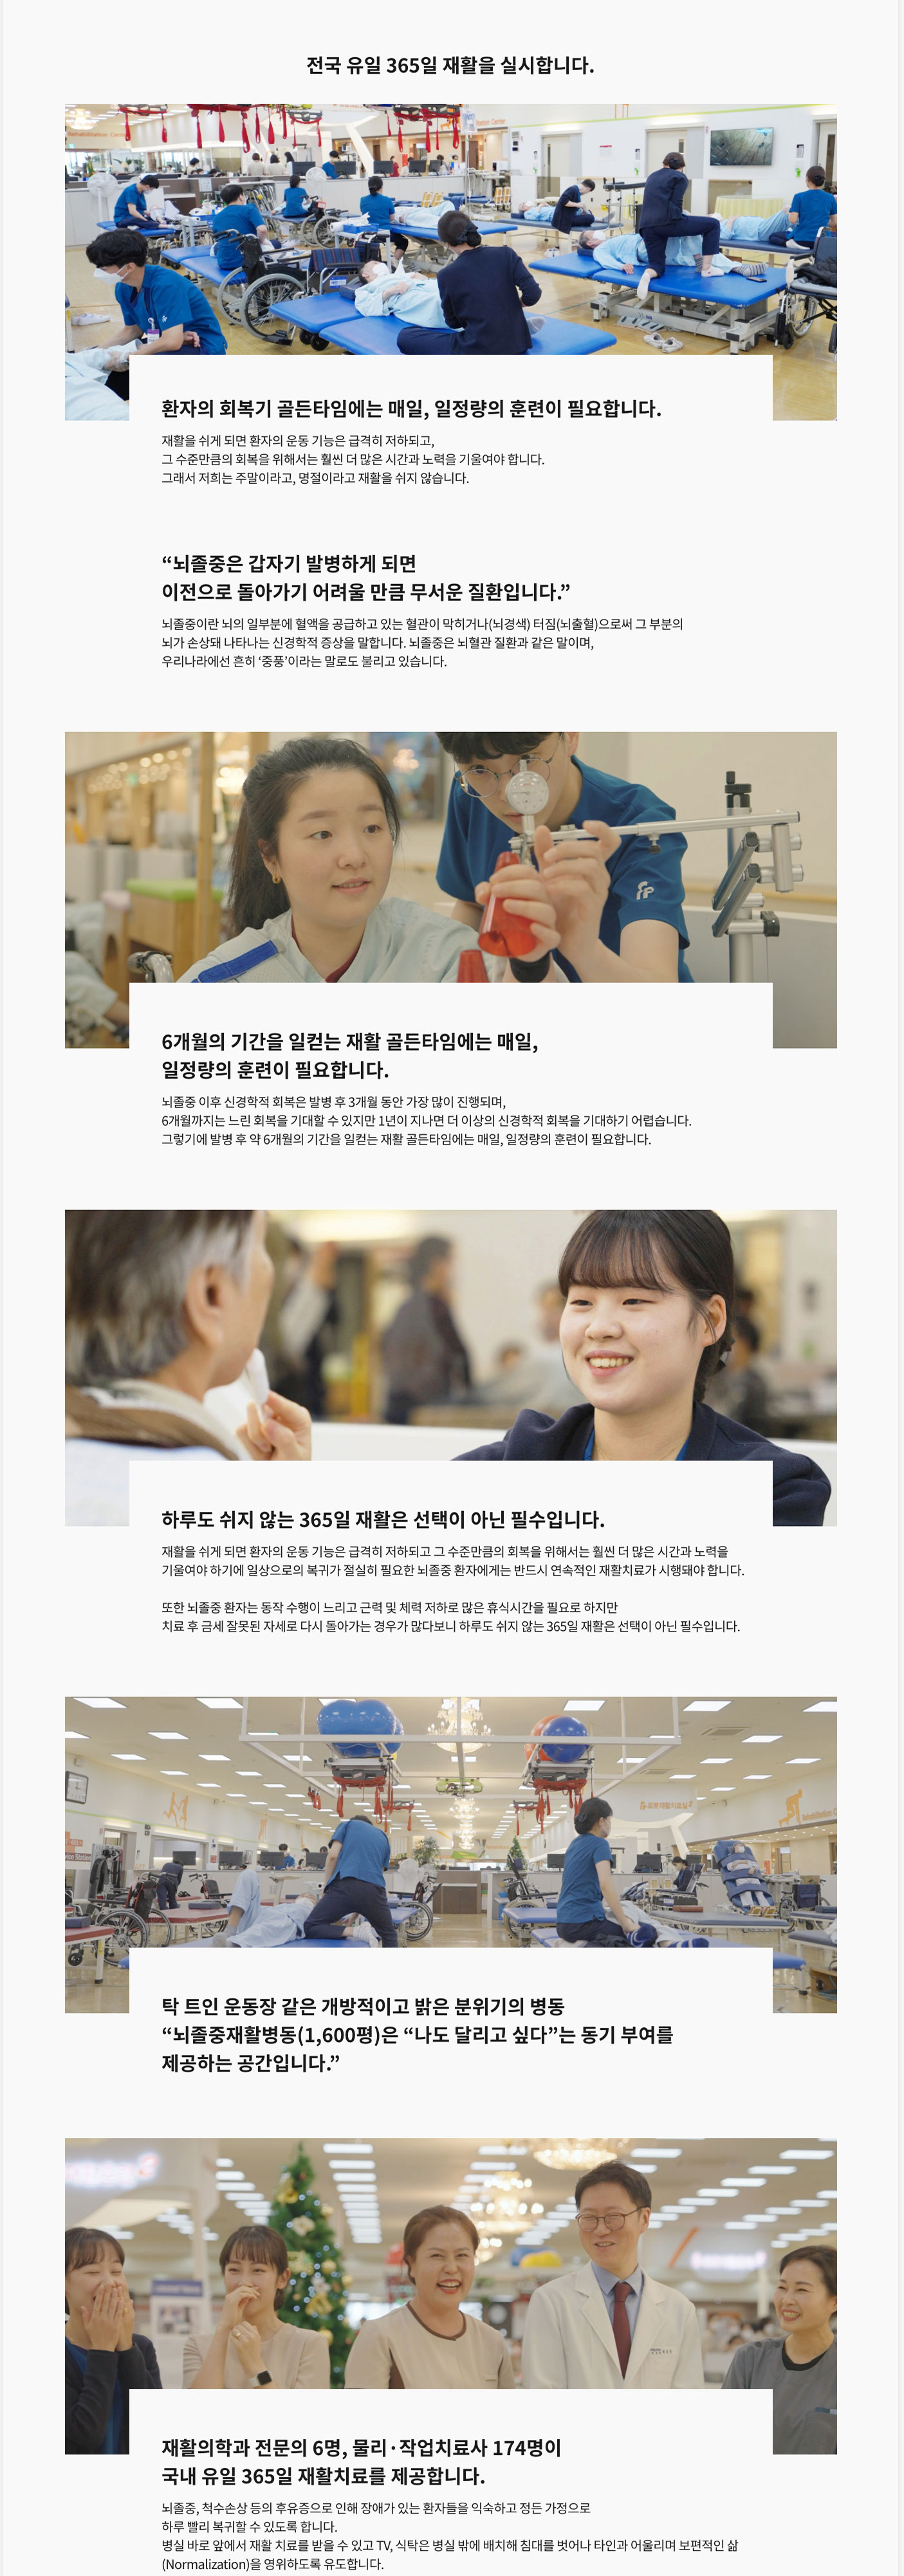 전국 유일 365일 재활을 실시합니다.
Rehabilitation Center
Station Center
환자의 회복기 골든타임에는 매일, 일정량의 훈련이 필요합니다.
재활을 쉬게 되면 환자의 운동 기능은 급격히 저하되고,
그 수준만큼의 회복을 위해서는 훨씬 더 많은 시간과 노력을 기울여야 합니다.
그래서 저희는 주말이라고, 명절이라고 재활을 쉬지 않습니다.
“뇌졸중은 갑자기 발병하게 되면
이전으로 돌아가기 어려울 만큼 무서운 질환입니다.”
뇌졸중이란 뇌의 일부분에 혈액을 공급하고 있는 혈관이 막히거나(뇌경색) 터짐(뇌출혈)으로써 그 부분의
뇌가 손상돼 나타나는 신경학적 증상을 말합니다. 뇌졸중은 뇌혈관 질환과 같은 말이며,
우리나라에선 흔히 ‘중풍’이라는 말로도 불리고 있습니다.
6개월의 기간을 일컫는 재활 골든타임에는 매일,
일정량의 훈련이 필요합니다.
뇌졸중 이후 신경학적 회복은 발병 후 3개월 동안 가장 많이 진행되며,
6개월까지는 느린 회복을 기대할 수 있지만 1년이 지나면 더 이상의 신경학적 회복을 기대하기 어렵습니다.
그렇기에 발병 후 약 6개월의 기간을 일컫는 재활 골든타임에는 매일, 일정량의 훈련이 필요합니다.
하루도 쉬지 않는 365일 재활은 선택이 아닌 필수입니다.
재활을 쉬게 되면 환자의 운동 기능은 급격히 저하되고 그 수준만큼의 회복을 위해서는 훨씬 더 많은 시간과 노력을
기울여야 하기에 일상으로의 복귀가 절실히 필요한 뇌졸중 환자에게는 반드시 연속적인 재활치료가 시행돼야 합니다.
또한 뇌졸중 환자는 동작 수행이 느리고 근력 및 체력 저하로 많은 휴식시간을 필요로 하지만
치료 후 금세 잘못된 자세로 다시 돌아가는 경우가 많다보니 하루도 쉬지 않는 365일 재활은 선택이 아닌 필수입니다.
로봇재활치료실
탁 트인 운동장 같은 개방적이고 밝은 분위기의 병동
“뇌졸중재활병동(1,600평)은 “나도 달리고 싶다”는 동기 부여를
제공하는 공간입니다.”
재활의학과 전문의 6명, 물리·작업치료사 174명이
국내 유일 365일 재활치료를 제공합니다.
뇌졸중, 척수손상 등의 후유증으로 인해 장애가 있는 환자들을 익숙하고 정든 가정으로
하루 빨리 복귀할 수 있도록 합니다.
병실 바로 앞에서 재활 치료를 받을 수 있고 TV, 식탁은 병실 밖에 배치해 침대를 벗어나 타인과 어울리며 보편적인 삶
(Normalization)을 영위하도록 유도합니다.